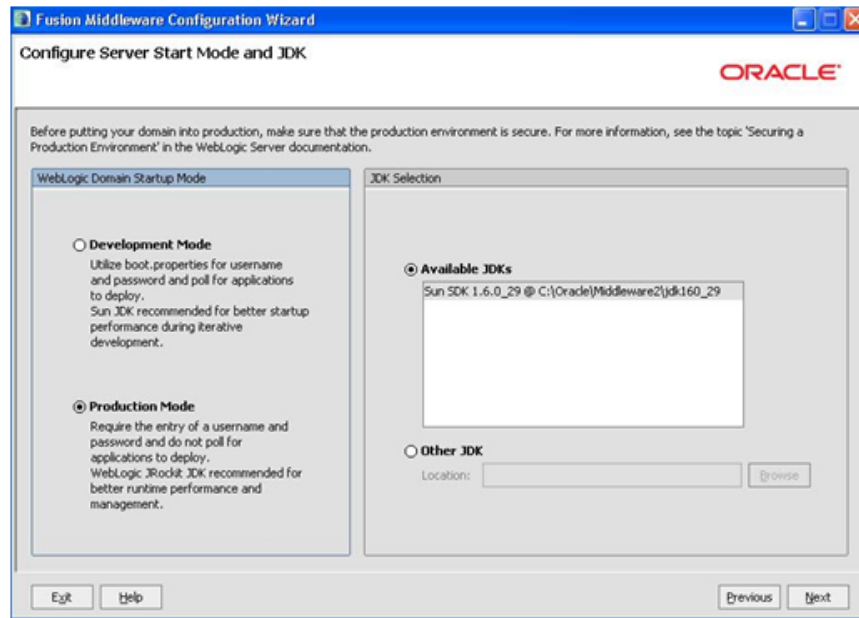 Fusion Middleware Configuration Wizard
Configure Server Start Mode and JDK
ORACLE
Before putting your domain into production, make sure that the production environment is secure. For more information, see the topic 'Securing a
Production Environment' in the WebLogic Server documentation.
WebLogic Domain Startup Mode
Development Mode
Utilize boot.properties for username
and password and poll for applications
to deploy.
Sun JDK recommended for better startup
performance during iterative
development.
Production Mode
Require the entry of a username and
password and do not poll for
applications to deploy.
WebLogic JRockit JDK recommended for
better runtime performance and
management.
JDK Selection
Available JDKs
Sun SDK 1.6.0_29 @ C:\Oracle\Middleware2\jdk160_29
Other JDK
Location:
Browse
Exit
Help
Previous
Next